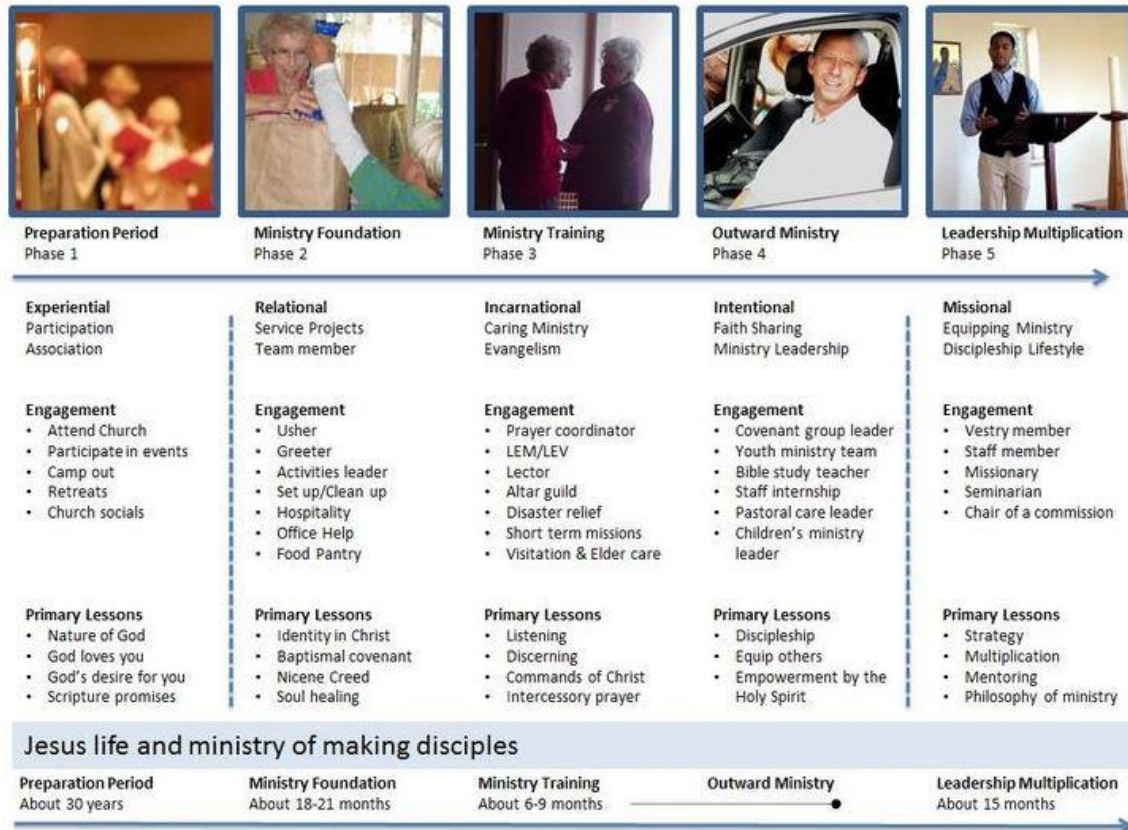 Preparation Period
Phase 1
Ministry Foundation
Phase 2
Ministry Training
Phase 3
Outward Ministry
Phase 4
Leadership Multiplication
Phase 5
Experiential
Participation
Association
Relational
Service Projects
Team member
Incarnational
Caring Ministry
Evangelism
Intentional
Faith Sharing
Ministry Leadership
Missional
Equipping Ministry
Discipleship Lifestyle
Engagement
• Attend Church
• Participate in events
• Camp out
• Retreats
• Church socials
Engagement
• Usher
• Greeter
• Activities leader
• Set up/Clean up
• Hospitality
• Office Help
• Food Pantry
Engagement
• Prayer coordinator
• LEM/LEV
• Lector
• Altar guild
• Disaster relief
• Short term missions
• Visitation & Elder care
Engagement
• Covenant group leader
• Youth ministry team
• Bible study teacher
• Staff internship
• Pastoral care leader
• Children's ministry
leader
Engagement
• Vestry member
• Staff member
• Missionary
• Seminarian
• Chair of a commission
Primary Lessons
• Nature of God
• God loves you
• God's desire for you
• Scripture promises
Primary Lessons
• Identity in Christ
• Baptismal covenant
• Nicene Creed
• Soul healing
Primary Lessons
• Listening
• Discerning
• Commands of Christ
• Intercessory prayer
Primary Lessons
• Discipleship
• Equip others
• Empowerment by the
Holy Spirit
Primary Lessons
• Strategy
• Multiplication
• Mentoring
• Philosophy of ministry
Jesus life and ministry of making disciples
Preparation Period
About 30 years
Ministry Foundation
About 18-21 months
Ministry Training
About 6-9 months
Outward Ministry
Leadership Multiplication
About 15 months